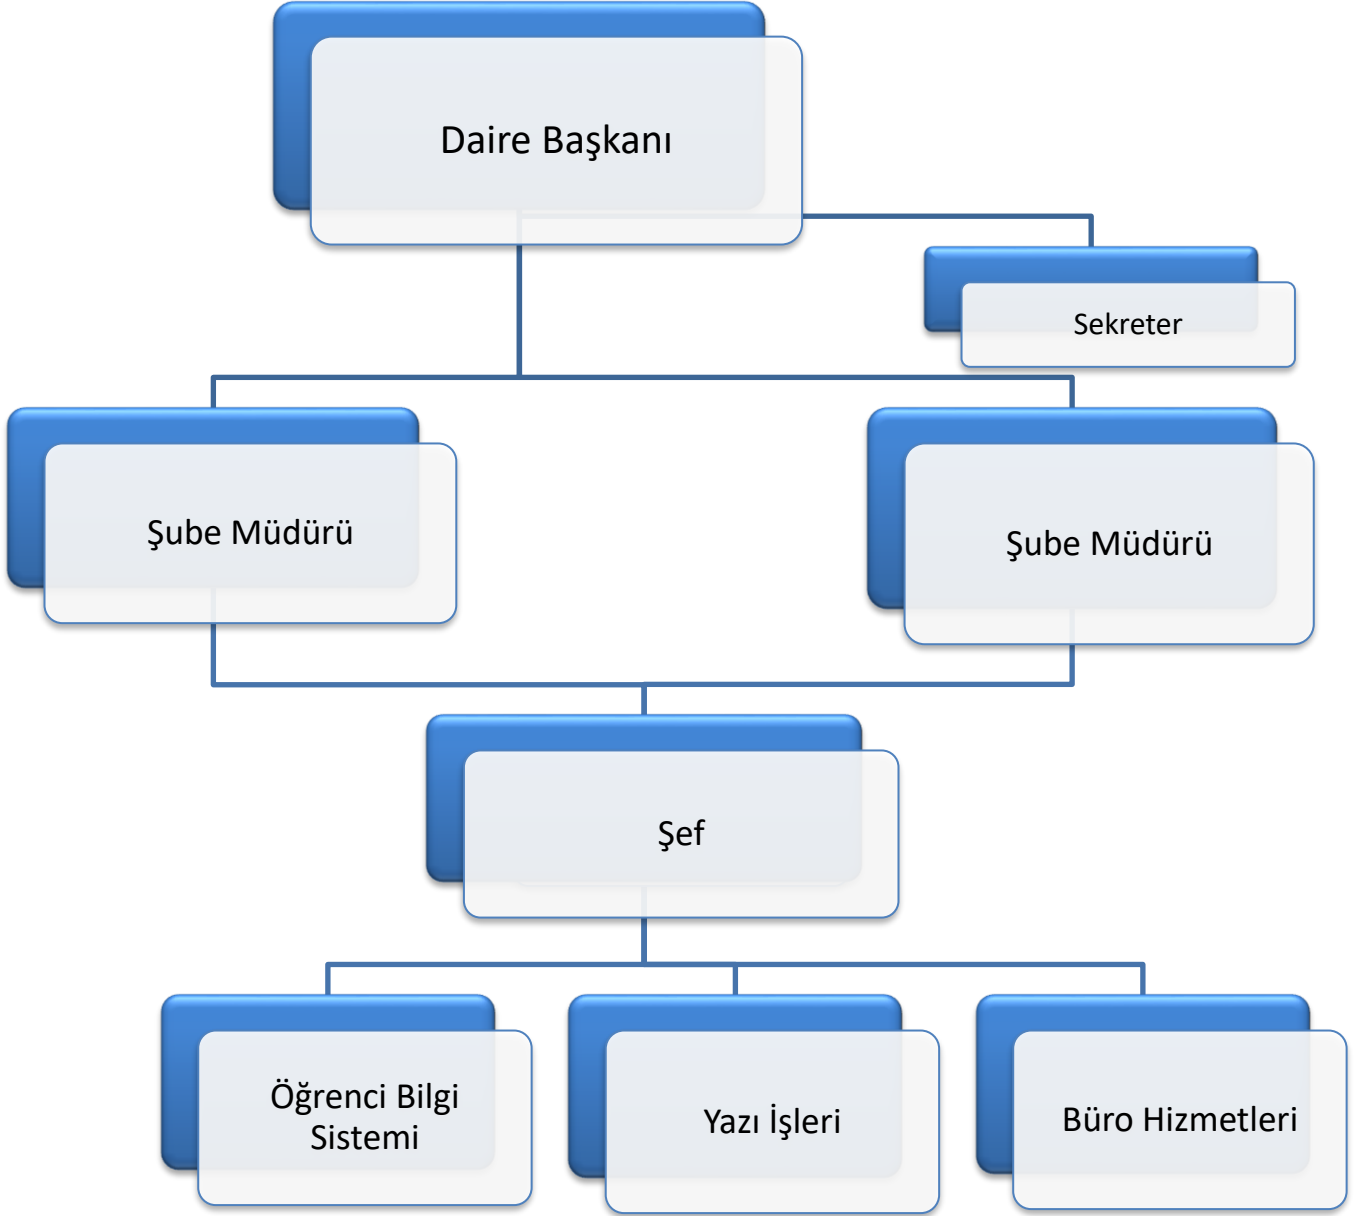 Daire Başkanı
Sekreter
Şube Müdürü
Şube Müdürü
Şef
Öğrenci Bilgi
Sistemi
Yazı İşleri
Büro Hizmetleri